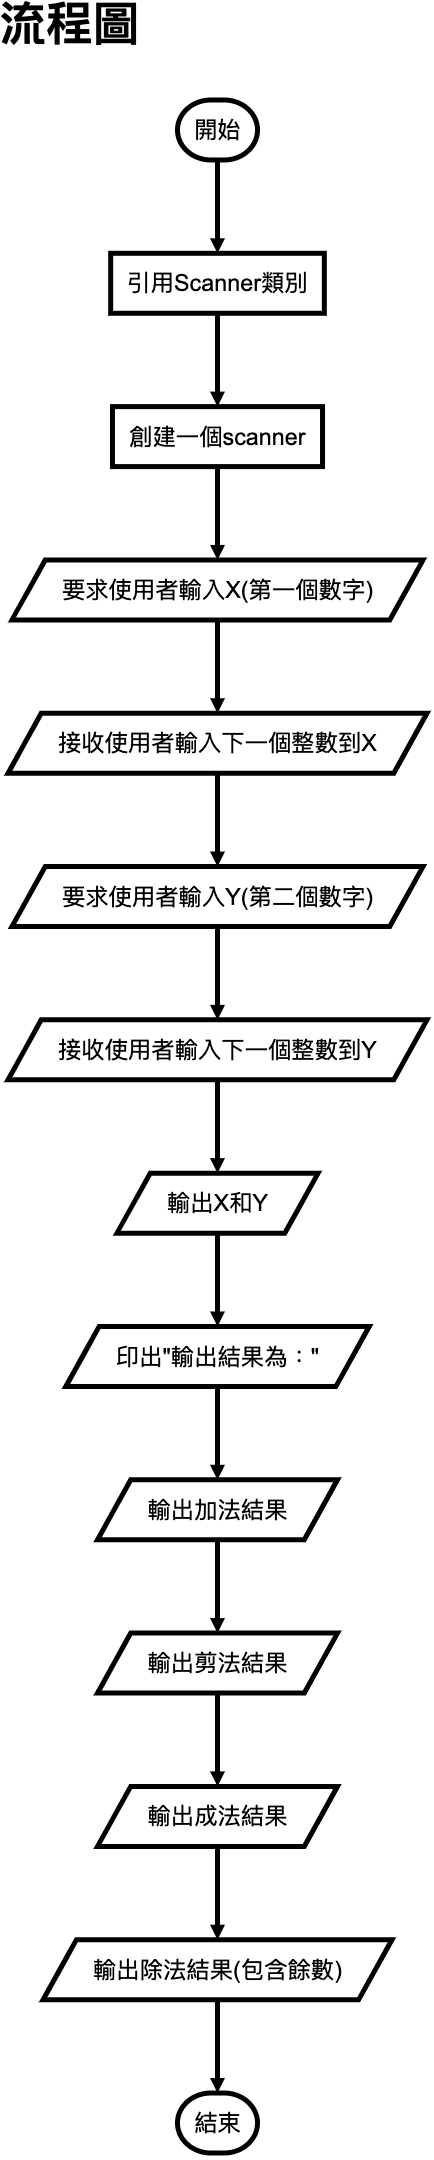 流程圖
開始
引用Scanner類別
創建一個scanner
要求使用者輸入X(第一個數字)
接收使用者輸入下一個整數到X
要求使用者輸入Y(第二個數字)
接收使用者輸入下一個整數到Y
輸出X和Y
印出"輸出結果為："
輸出加法結果
輸出剪法結果
輸出成法結果
輸出除法結果(包含餘數)
結束